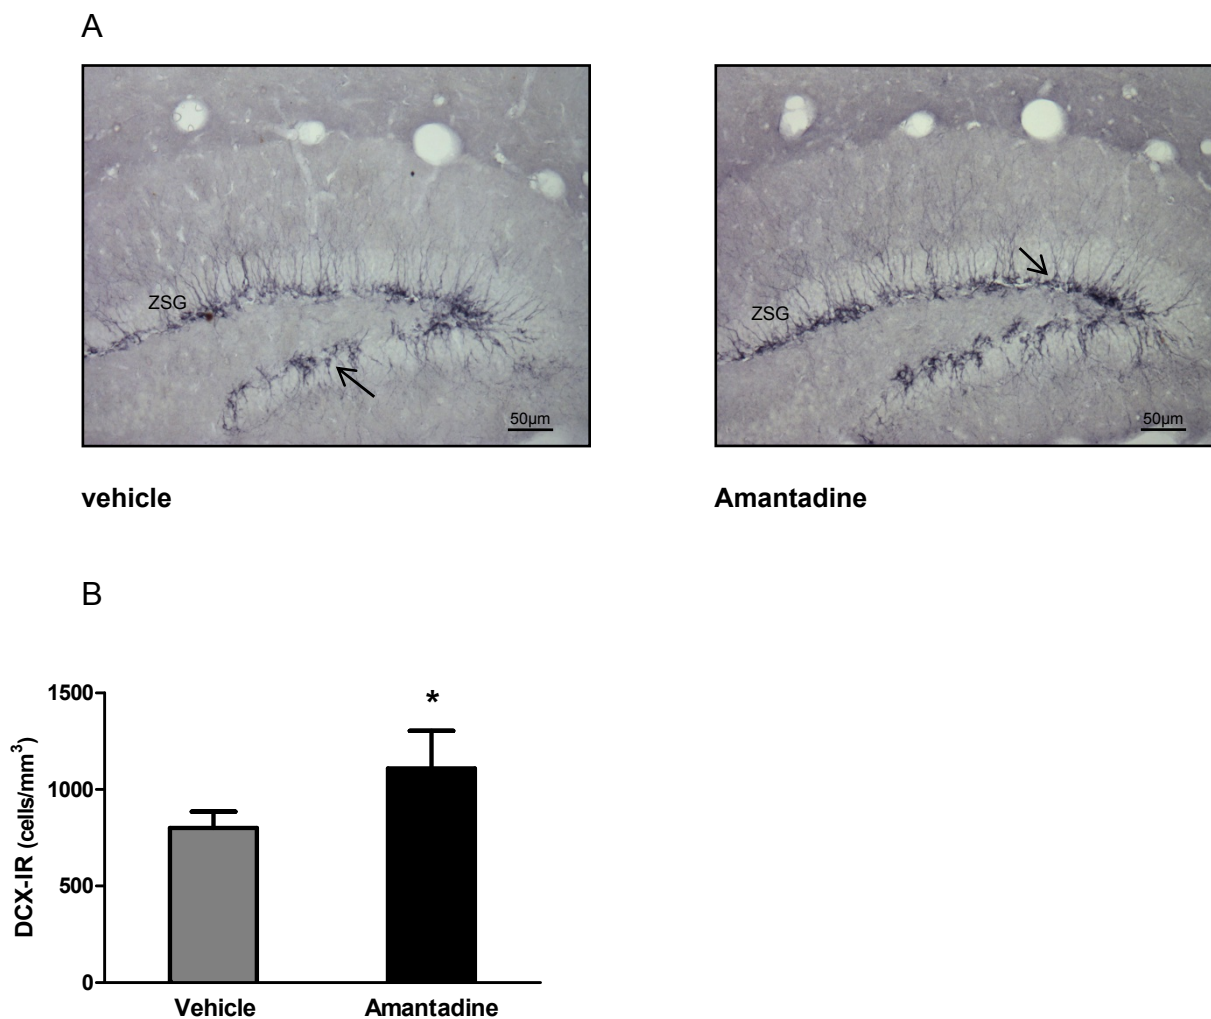 A
ZSG
50µm
ZSG
50µm
vehicle
Amantadine
B
1500
*
1000
500
0
DCX-IR (cells/mm³)
Vehicle
Amantadine